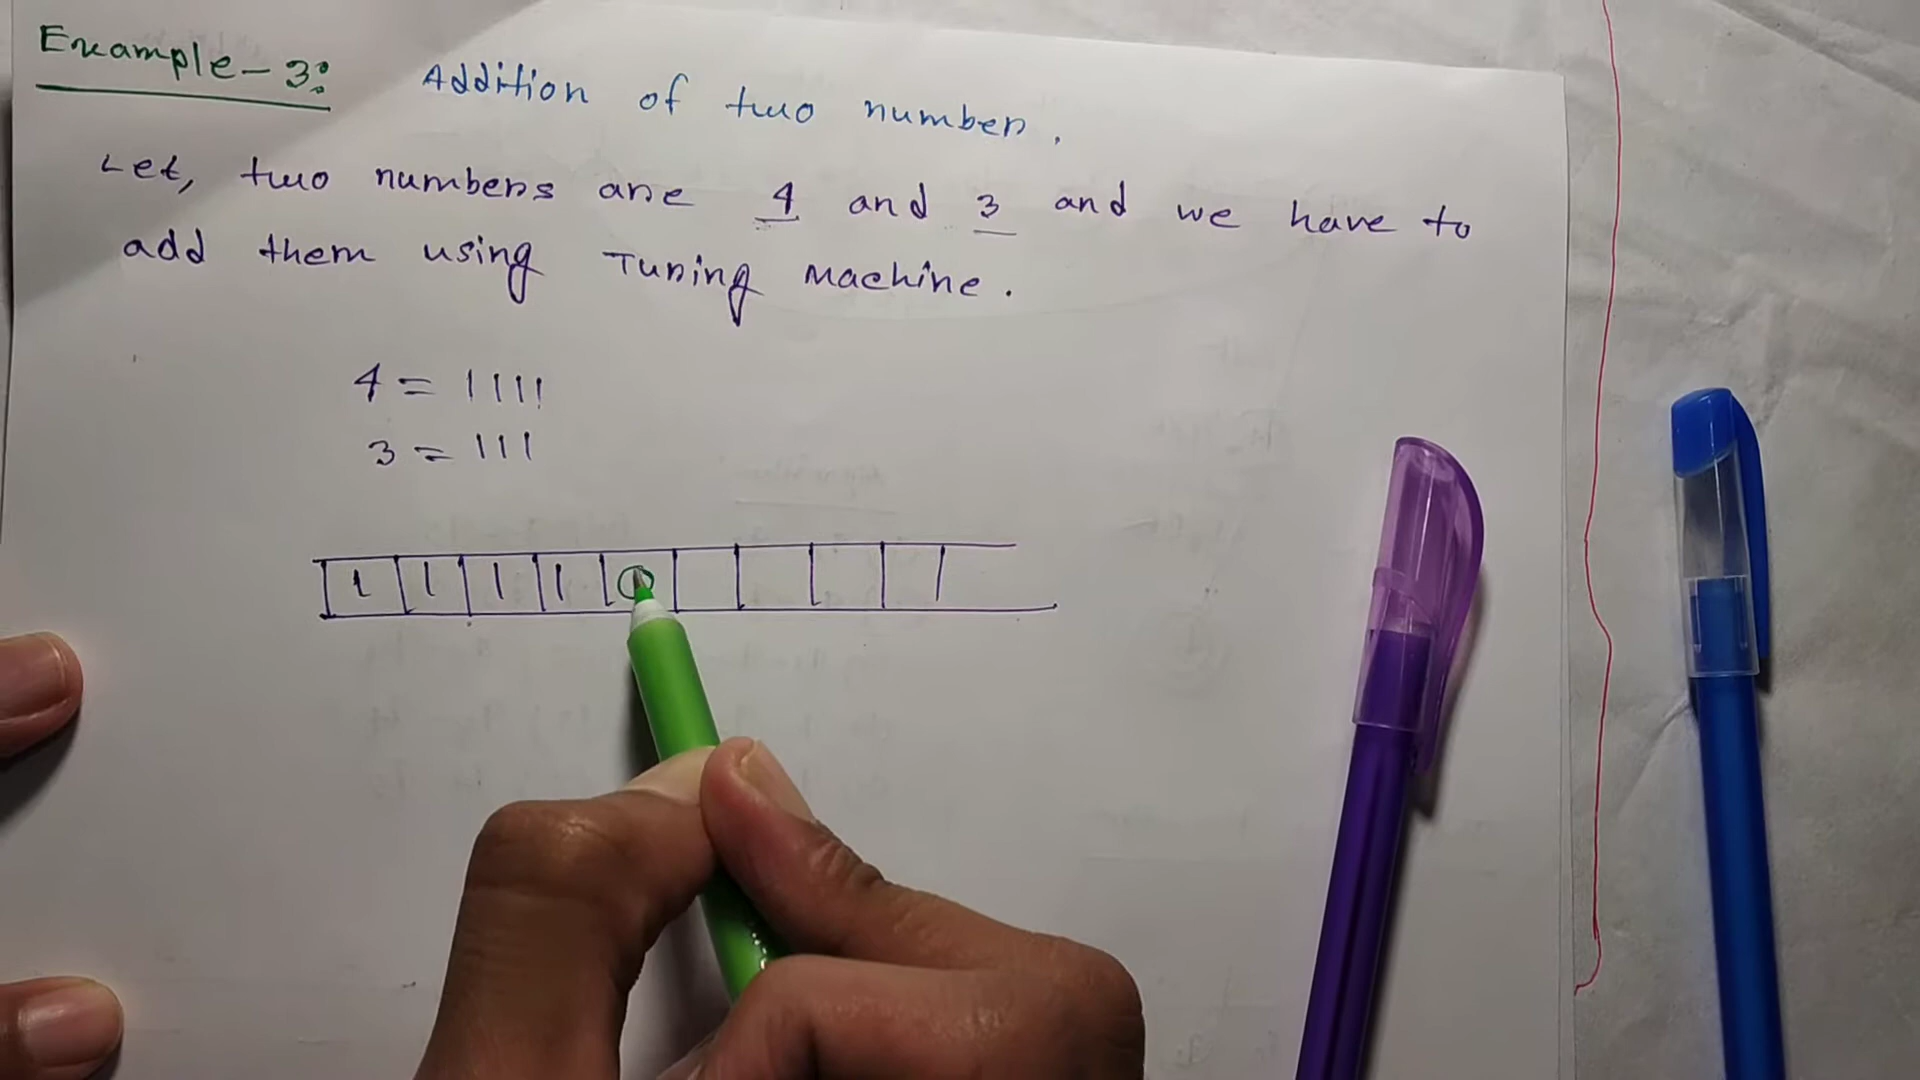 Example-3:
Addition of two number.
Let, two numbers are 4 and 3 and we have to
add them using Turing Machine.
4 = 1111
3 = 111
1 1 1 1